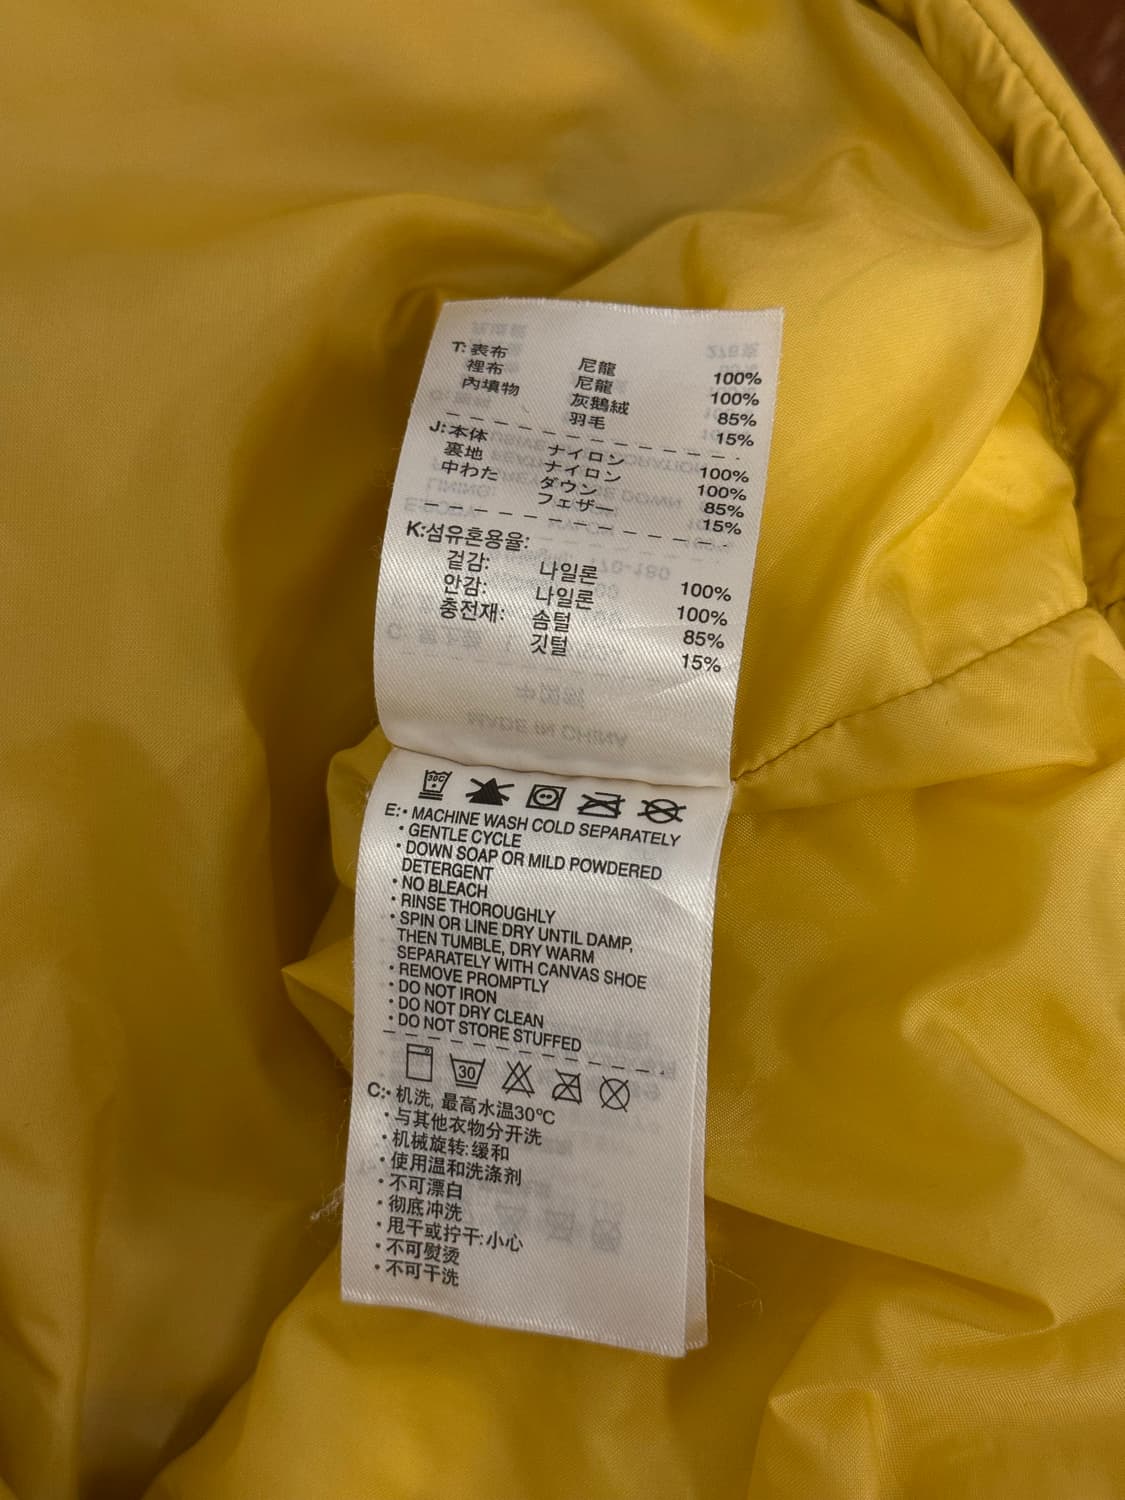 T: 表布 尼龍 100%
裡布 尼龍 100%
內填物 灰鵝絨 85%
羽毛 15%
J: 本体 ナイロン 100%
裏地 ナイロン 100%
中わた ダウン 85%
フェザー 15%
K:섬유혼용율:
겉감: 나일론 100%
안감: 나일론 100%
충전재: 솜털 85%
깃털 15%
MADE IN CHINA
30C
E:• MACHINE WASH COLD SEPARATELY
• GENTLE CYCLE
• DOWN SOAP OR MILD POWDERED
DETERGENT
• NO BLEACH
• RINSE THOROUGHLY
• SPIN OR LINE DRY UNTIL DAMP,
THEN TUMBLE, DRY WARM
SEPARATELY WITH CANVAS SHOE
• REMOVE PROMPTLY
• DO NOT IRON
• DO NOT DRY CLEAN
• DO NOT STORE STUFFED
30
C:• 机洗, 最高水温30℃
• 与其他衣物分开洗
• 机械旋转:缓和
• 使用温和洗涤剂
• 不可漂白
• 彻底冲洗
• 甩干或拧干:小心
• 不可熨烫
• 不可干洗